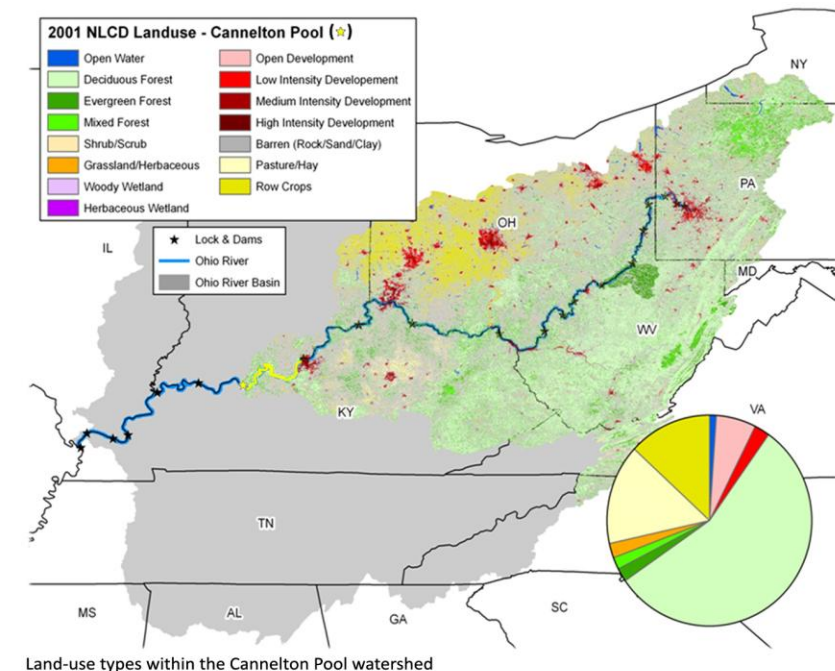 2001 NLCD Landuse - Cannelton Pool (☆)
Open Water
Deciduous Forest
Evergreen Forest
Mixed Forest
Shrub/Scrub
Grassland/Herbaceous
Woody Wetland
Herbaceous Wetland
Open Development
Low Intensity Developement
Medium Intensity Development
High Intensity Development
Barren (Rock/Sand/Clay)
Pasture/Hay
Row Crops
★ Lock & Dams
Ohio River
Ohio River Basin
NY
PA
OH
IL
MD
WV
KY
VA
TN
MS
AL
GA
SC
Land-use types within the Cannelton Pool watershed